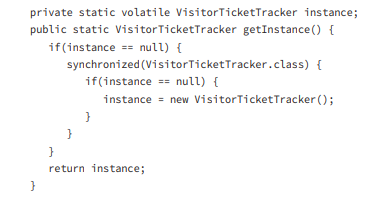 private static volatile VisitorTicketTracker instance;
public static VisitorTicketTracker getInstance() {
if(instance == null) {
synchronized(VisitorTicketTracker.class) {
if(instance == null) {
instance = new VisitorTicketTracker();
}
}
}
return instance;
}